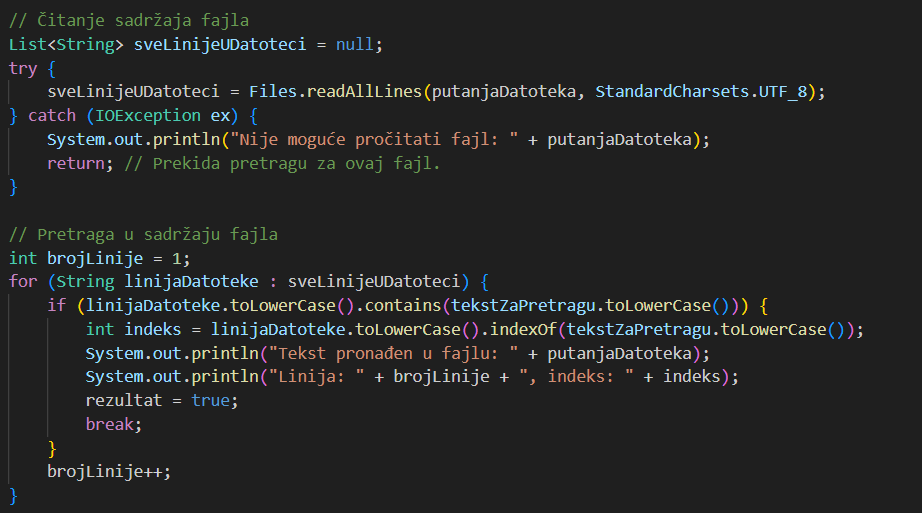 // Čitanje sadržaja fajla
List<String> sveLinijeUDatoteci = null;
try {
    sveLinijeUDatoteci = Files.readAllLines(putanjaDatoteka, StandardCharsets.UTF_8);
} catch (IOException ex) {
    System.out.println("Nije moguće pročitati fajl: " + putanjaDatoteka);
    return; // Prekida pretragu za ovaj fajl.
}

// Pretraga u sadržaju fajla
int brojLinije = 1;
for (String linijaDatoteke : sveLinijeUDatoteci) {
    if (linijaDatoteke.toLowerCase().contains(tekstZaPretragu.toLowerCase())) {
        int indeks = linijaDatoteke.toLowerCase().indexOf(tekstZaPretragu.toLowerCase());
        System.out.println("Tekst pronađen u fajlu: " + putanjaDatoteka);
        System.out.println("Linija: " + brojLinije + ", indeks: " + indeks);
        rezultat = true;
        break;
    }
    brojLinije++;
}